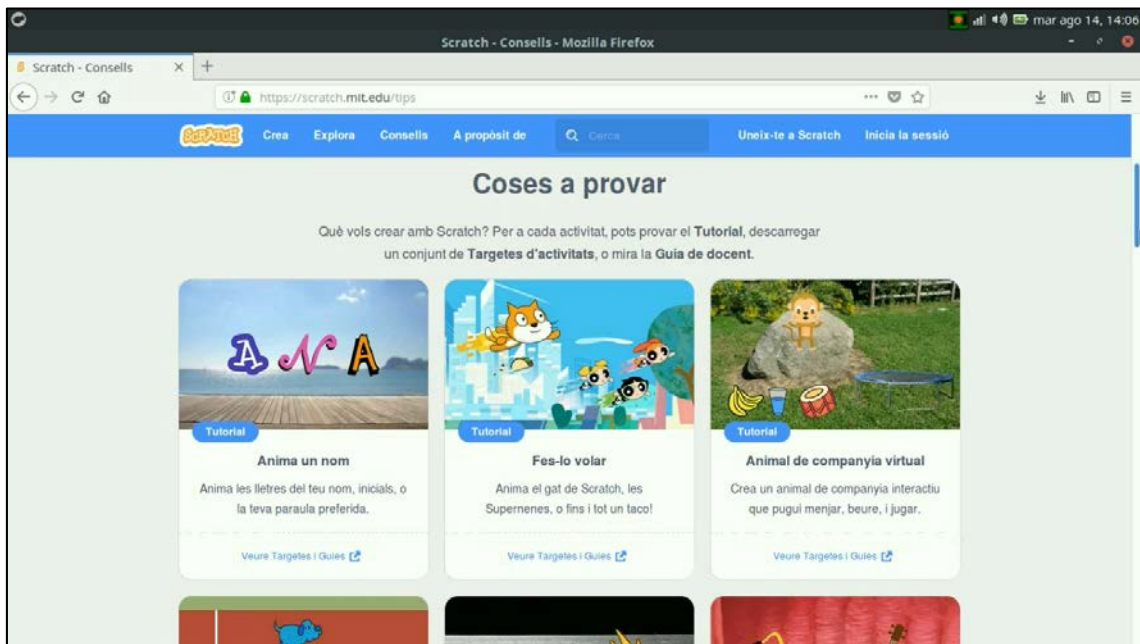 mar ago 14, 14:06
Scratch - Consells - Mozilla Firefox
Scratch - Consells
https://scratch.mit.edu/tips
SCRATCH Crea Explora Consells A propòsit de Cerca Uneix-te a Scratch Inicia la sessió
Coses a provar
Què vols crear amb Scratch? Per a cada activitat, pots provar el Tutorial, descarregar
un conjunt de Targetes d'activitats, o mira la Guia de docent.
A N A
Tutorial
Anima un nom
Anima les lletres del teu nom, inicials, o
la teva paraula preferida.
Veure Targetes i Guies
Tutorial
Fes-lo volar
Anima el gat de Scratch, les
Supernenes, o fins i tot un taco!
Veure Targetes i Guies
Tutorial
Animal de companyia virtual
Crea un animal de companyia interactiu
que pugui menjar, beure, i jugar.
Veure Targetes i Guies